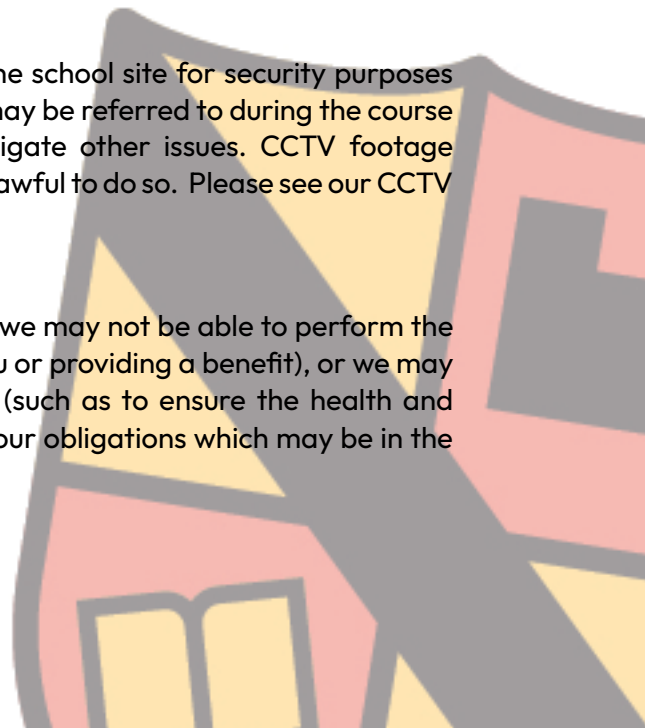 he school site for security purposes
may be referred to during the course
igate other issues. CCTV footage
awful to do so. Please see our CCTV
we may not be able to perform the
u or providing a benefit), or we may
(such as to ensure the health and
our obligations which may be in the